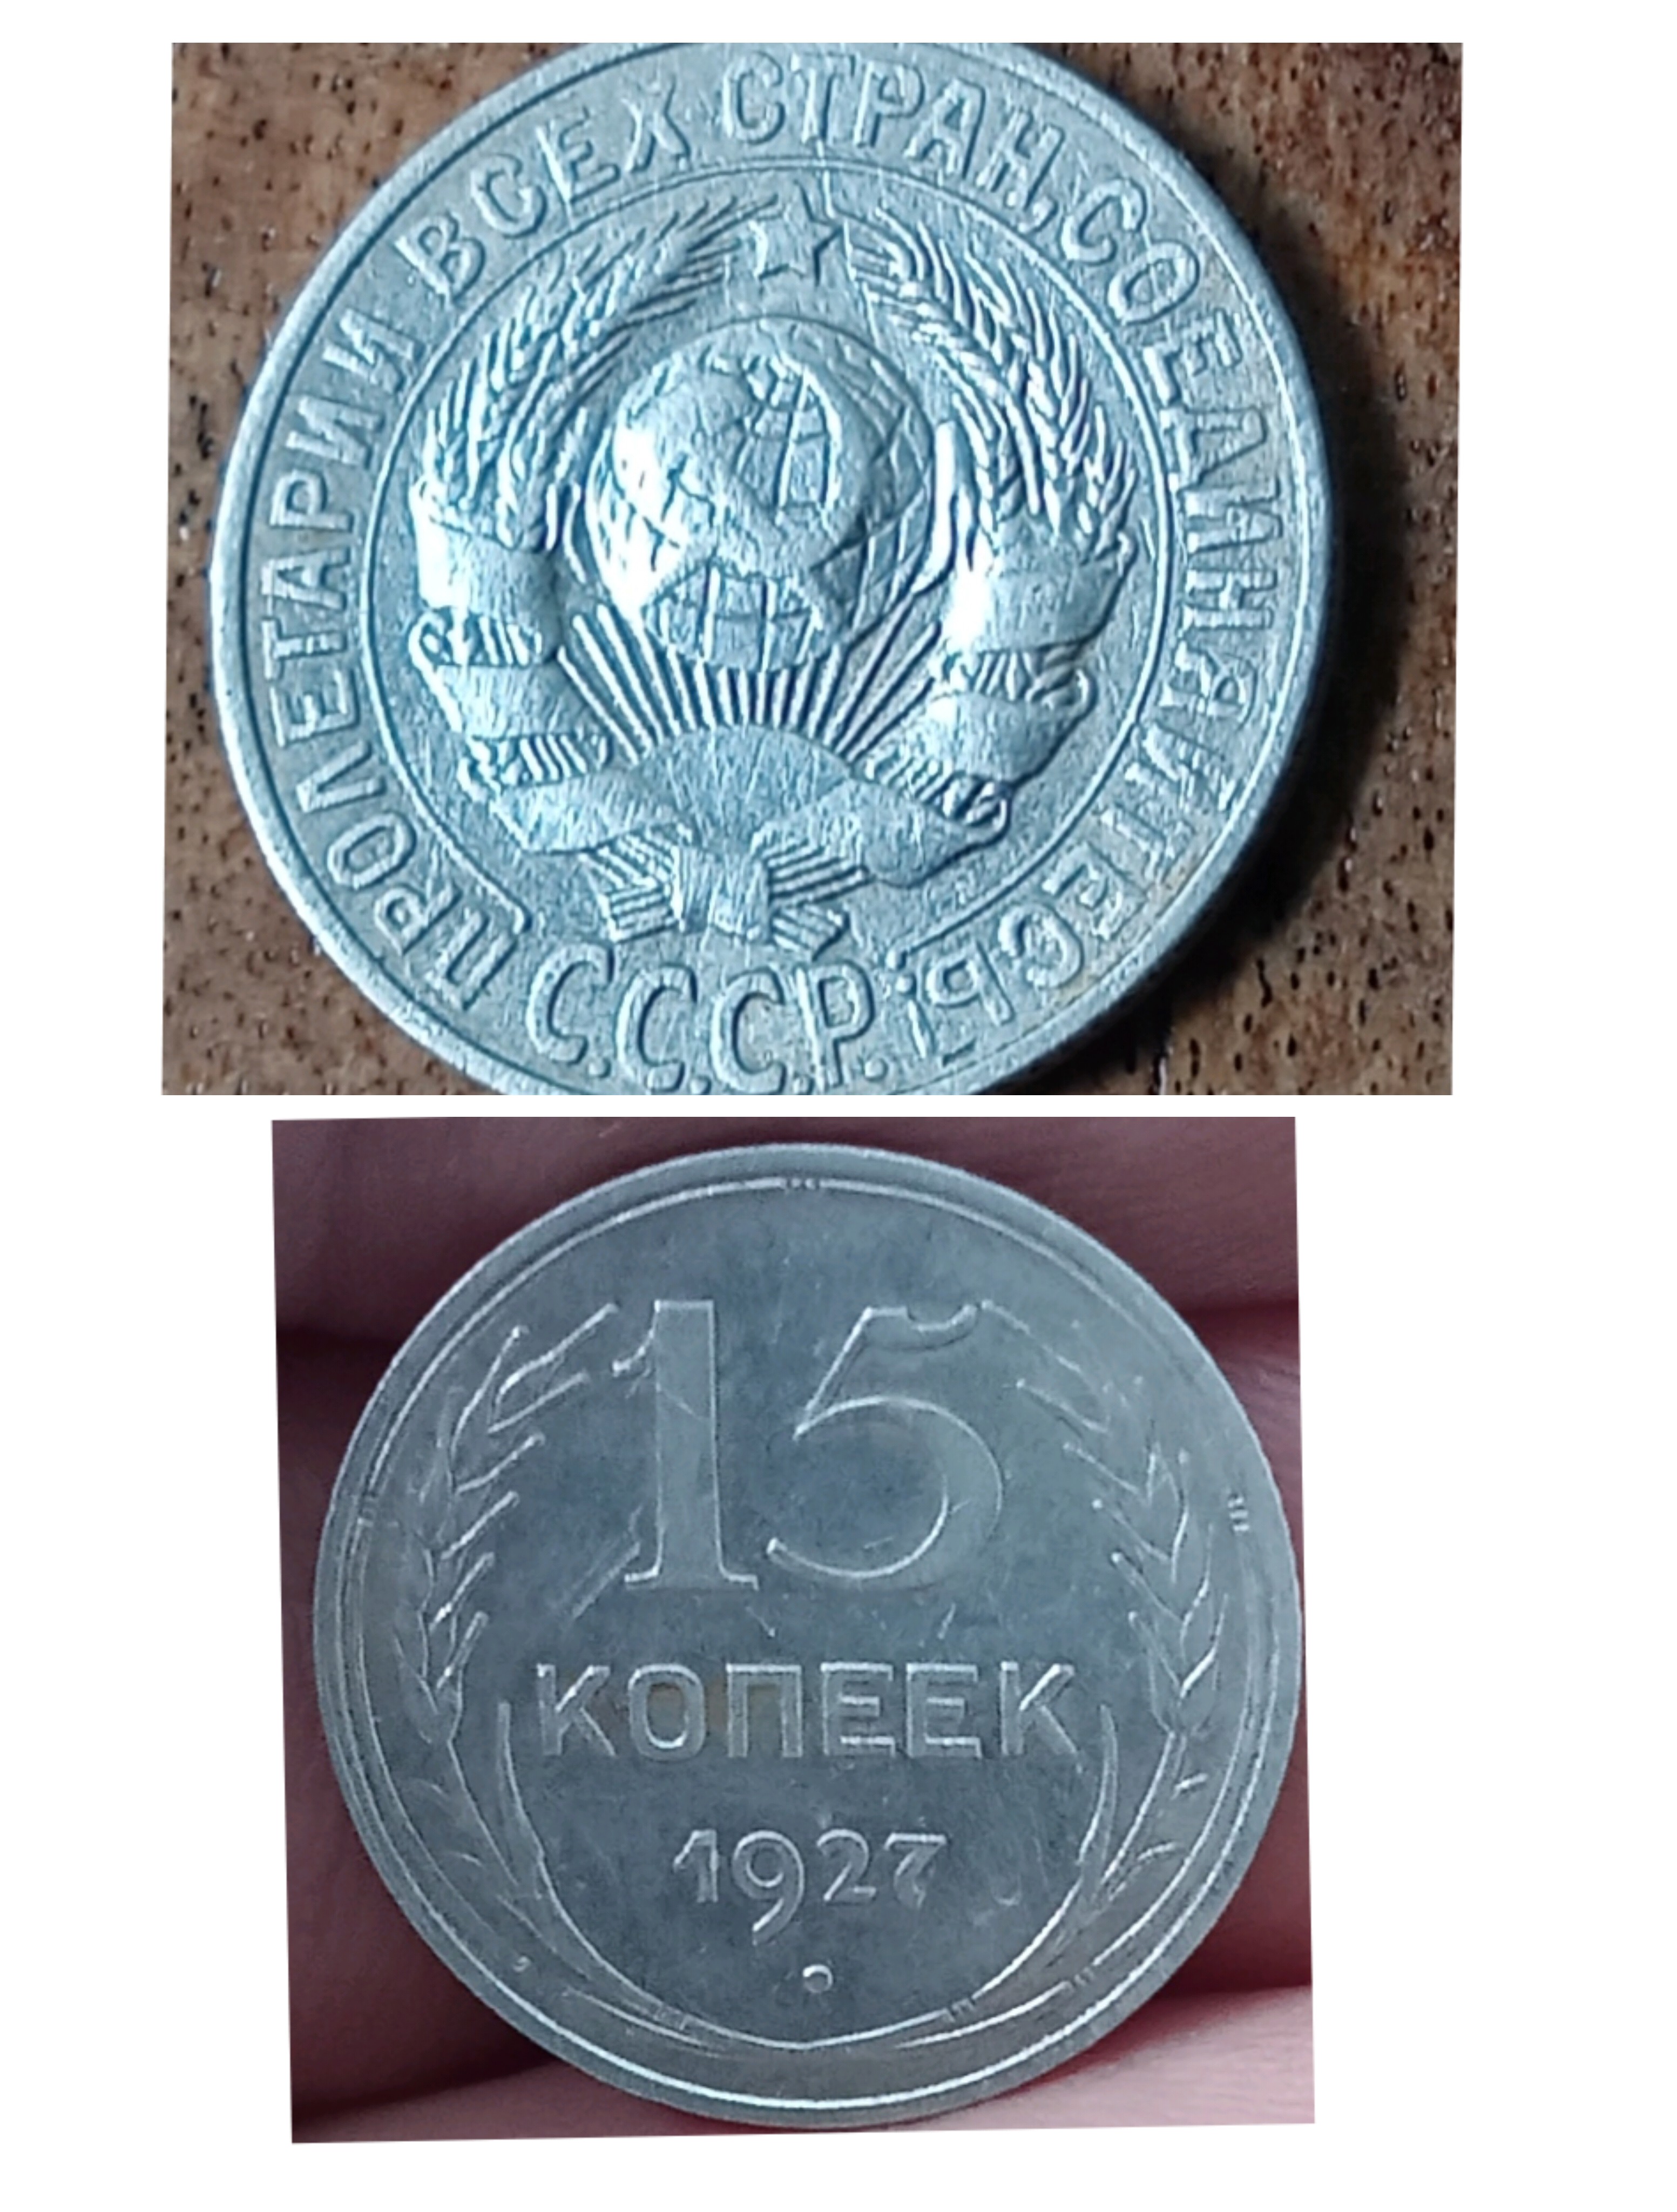 ПРОЛЕТАРИИ ВСЕХ СТРАН, СОЕДИНЯЙТЕСЬ!
С.С.С.Р.
15
КОПЕЕК
1927